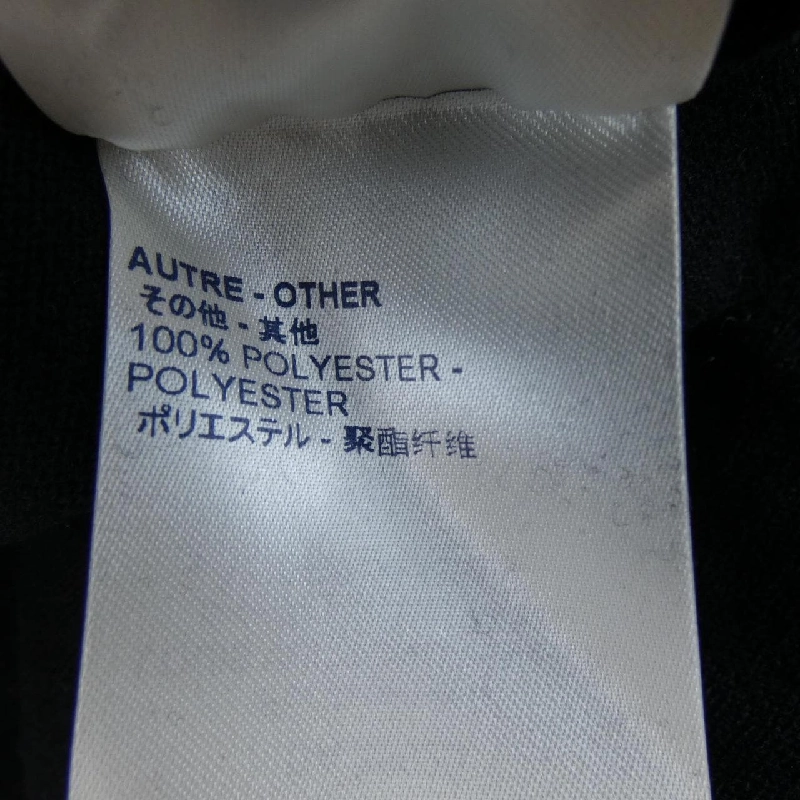 AUTRE - OTHER
その他 - 其他
100% POLYESTER -
POLYESTER
ポリエステル - 聚酯纤维